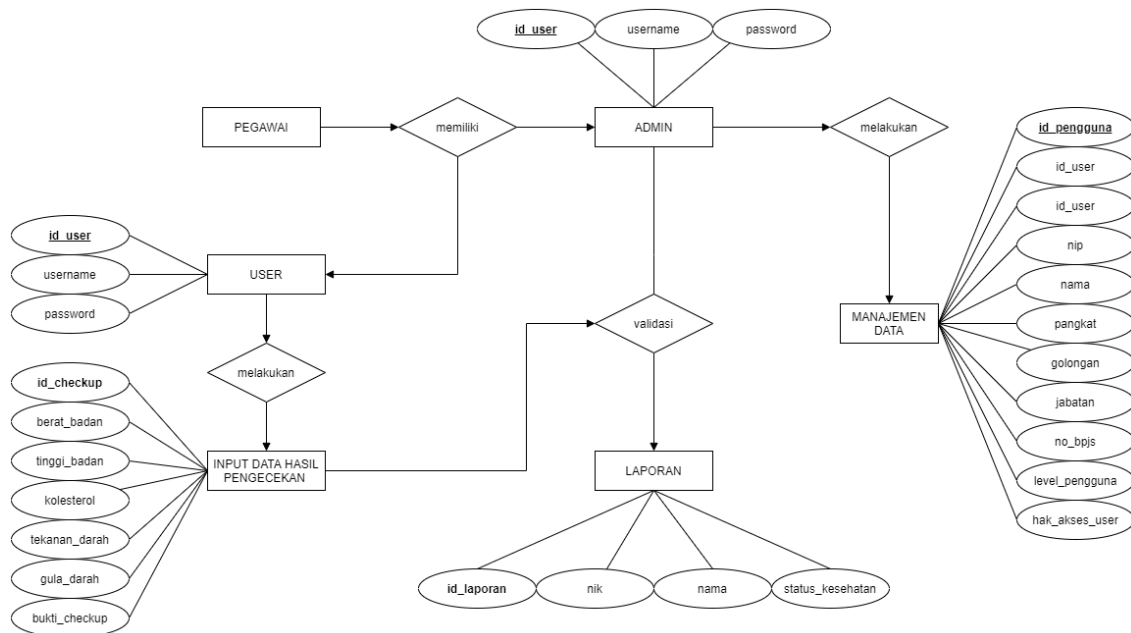 id_user
username
password
PEGAWAI
memiliki
ADMIN
melakukan
id_pengguna
id_user
id_user
nip
nama
pangkat
golongan
jabatan
no_bpjs
level_pengguna
hak_akses_user
MANAJEMEN
DATA
id_user
username
password
USER
validasi
melakukan
id_checkup
berat_badan
tinggi_badan
kolesterol
tekanan_darah
gula_darah
bukti_checkup
INPUT DATA HASIL
PENGECEKAN
LAPORAN
id_laporan
nik
nama
status_kesehatan